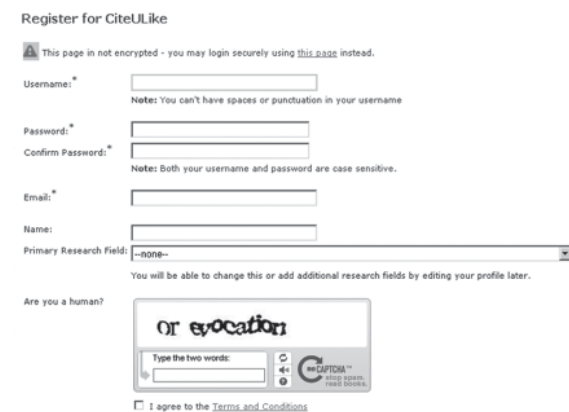 Register for CiteULike
This page in not encrypted - you may login securely using this page instead.
Username:*
Note: You can't have spaces or punctuation in your username
Password:*
Confirm Password:*
Note: Both your username and password are case sensitive.
Email:*
Name:
Primary Research Field: --none--
You will be able to change this or add additional research fields by editing your profile later.
Are you a human?
or evocation
Type the two words:
reCAPTCHA™
stop spam.
read books.
I agree to the Terms and Conditions